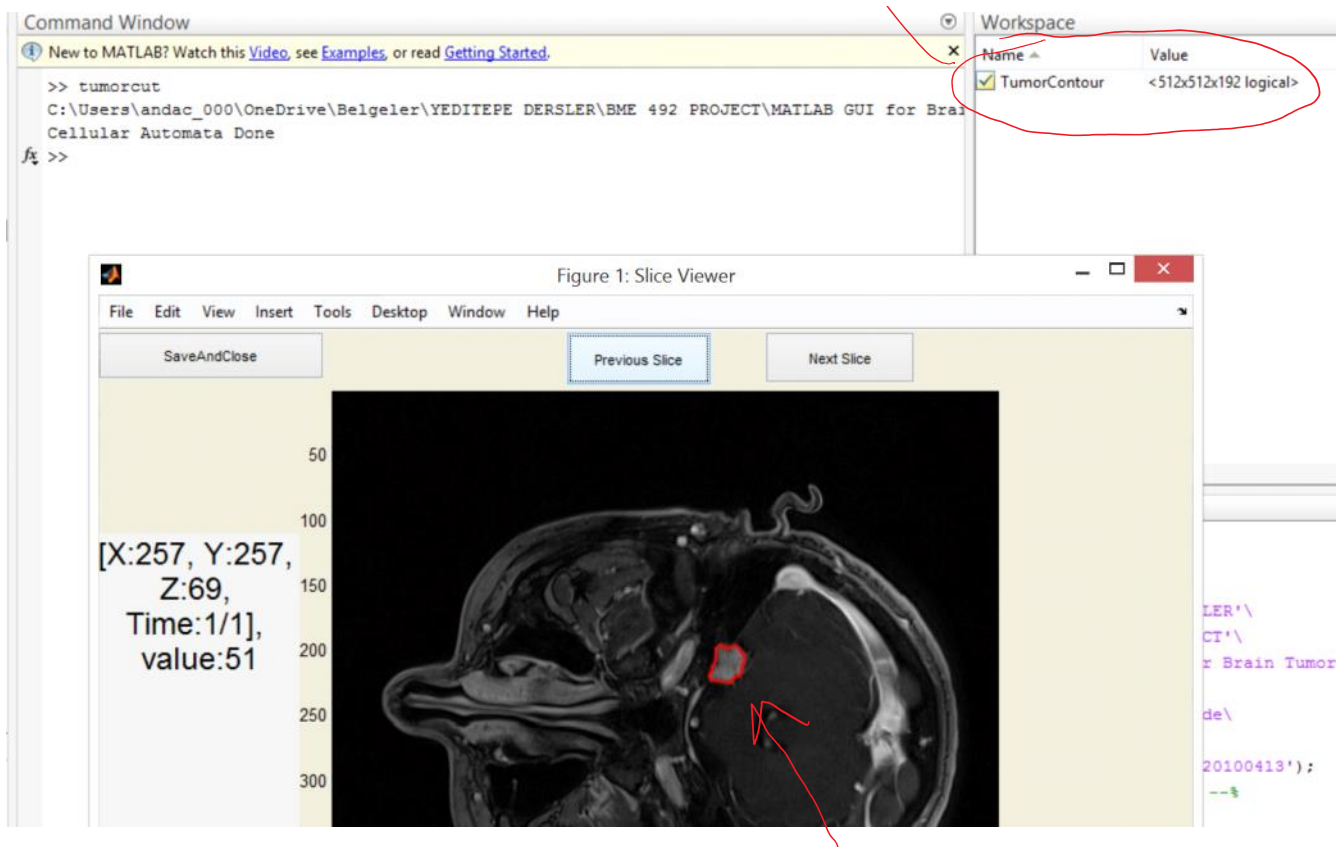 Command Window
New to MATLAB? Watch this Video, see Examples, or read Getting Started.
>> tumorcut
C:\Users\andac_000\OneDrive\Belgeler\YEDITEPE DERSLER\BME 492 PROJECT\MATLAB GUI for Brai
Cellular Automata Done
fx >>
Workspace
Name Value
TumorContour <512x512x192 logical>
Figure 1: Slice Viewer
File Edit View Insert Tools Desktop Window Help
SaveAndClose Previous Slice Next Slice
50
100
150
200
250
300
[X:257, Y:257,
Z:69,
Time:1/1],
value:51
LER'\
CT'\
r Brain Tumor
de\
20100413');
--%